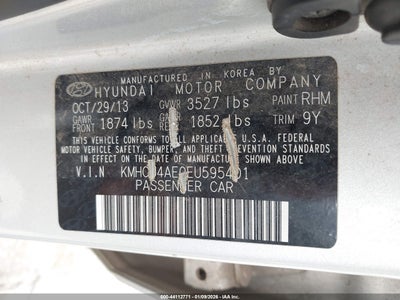 MANUFACTURED IN KOREA BY
HYUNDAI MOTOR COMPANY
OCT/29/13 GVWR 3527 lbs PAINT RHM
GAWR FRONT 1874 lbs GAWR 1852 lbs TRIM 9Y
THIS VEHICLE CONFORMS TO ALL APPLICABLE U.S.A. FEDERAL
MOTOR VEHICLE SAFETY, BUMPER, AND THEFT PREVENTION STANDARDS
IN EFFECT ON THE DATE OF MANUFACTURE SHOWN ABOVE.
V.I.N
PASSENGER CAR
000-44112771 - 01/09/2026 - IAA Inc.